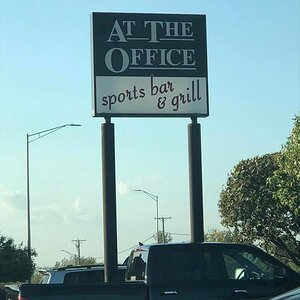 AT THE
OFFICE
sports bar
& grill